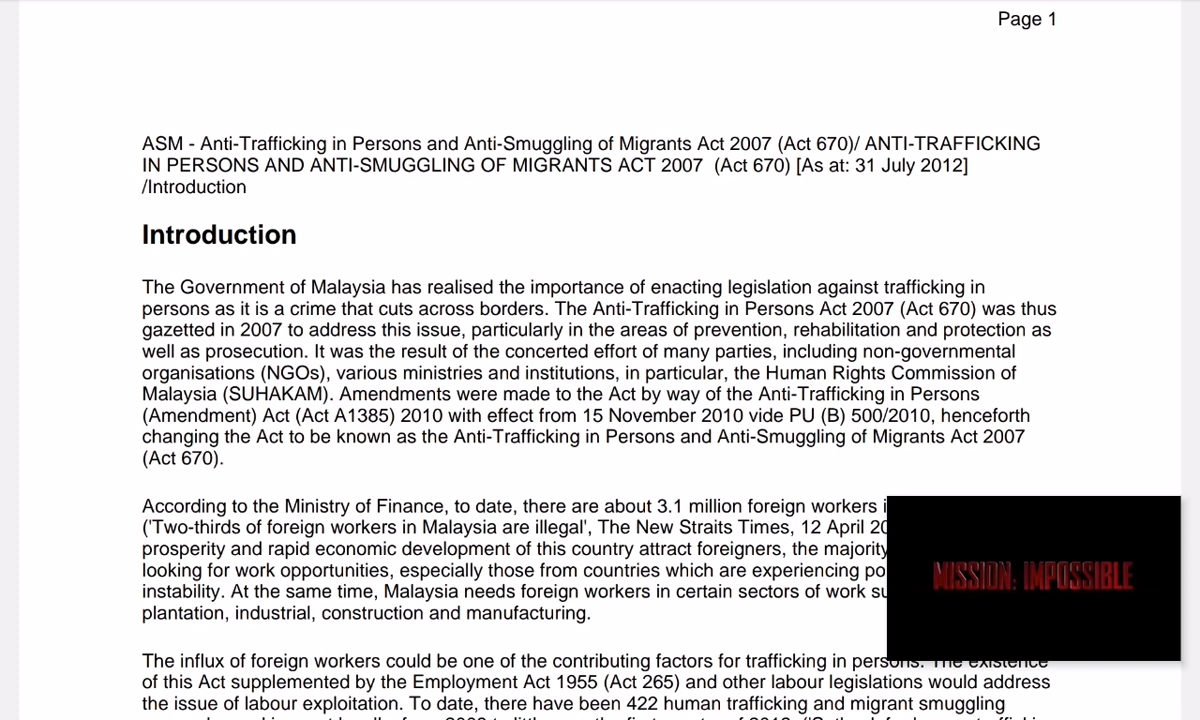 Page 1
ASM - Anti-Trafficking in Persons and Anti-Smuggling of Migrants Act 2007 (Act 670)/ ANTI-TRAFFICKING
IN PERSONS AND ANTI-SMUGGLING OF MIGRANTS ACT 2007 (Act 670) [As at: 31 July 2012]
/Introduction
Introduction
The Government of Malaysia has realised the importance of enacting legislation against trafficking in
persons as it is a crime that cuts across borders. The Anti-Trafficking in Persons Act 2007 (Act 670) was thus
gazetted in 2007 to address this issue, particularly in the areas of prevention, rehabilitation and protection as
well as prosecution. It was the result of the concerted effort of many parties, including non-governmental
organisations (NGOs), various ministries and institutions, in particular, the Human Rights Commission of
Malaysia (SUHAKAM). Amendments were made to the Act by way of the Anti-Trafficking in Persons
(Amendment) Act (Act A1385) 2010 with effect from 15 November 2010 vide PU (B) 500/2010, henceforth
changing the Act to be known as the Anti-Trafficking in Persons and Anti-Smuggling of Migrants Act 2007
(Act 670).
According to the Ministry of Finance, to date, there are about 3.1 million foreign workers
('Two-thirds of foreign workers in Malaysia are illegal', The New Straits Times, 12 April
prosperity and rapid economic development of this country attract foreigners, the majority
looking for work opportunities, especially those from countries which are experiencing
instability. At the same time, Malaysia needs foreign workers in certain sectors of work
plantation, industrial, construction and manufacturing.
MISSION: IMPOSSIBLE
The influx of foreign workers could be one of the contributing factors for trafficking in persons. The existence
of this Act supplemented by the Employment Act 1955 (Act 265) and other labour legislations would address
the issue of labour exploitation. To date, there have been 422 human trafficking and migrant smuggling